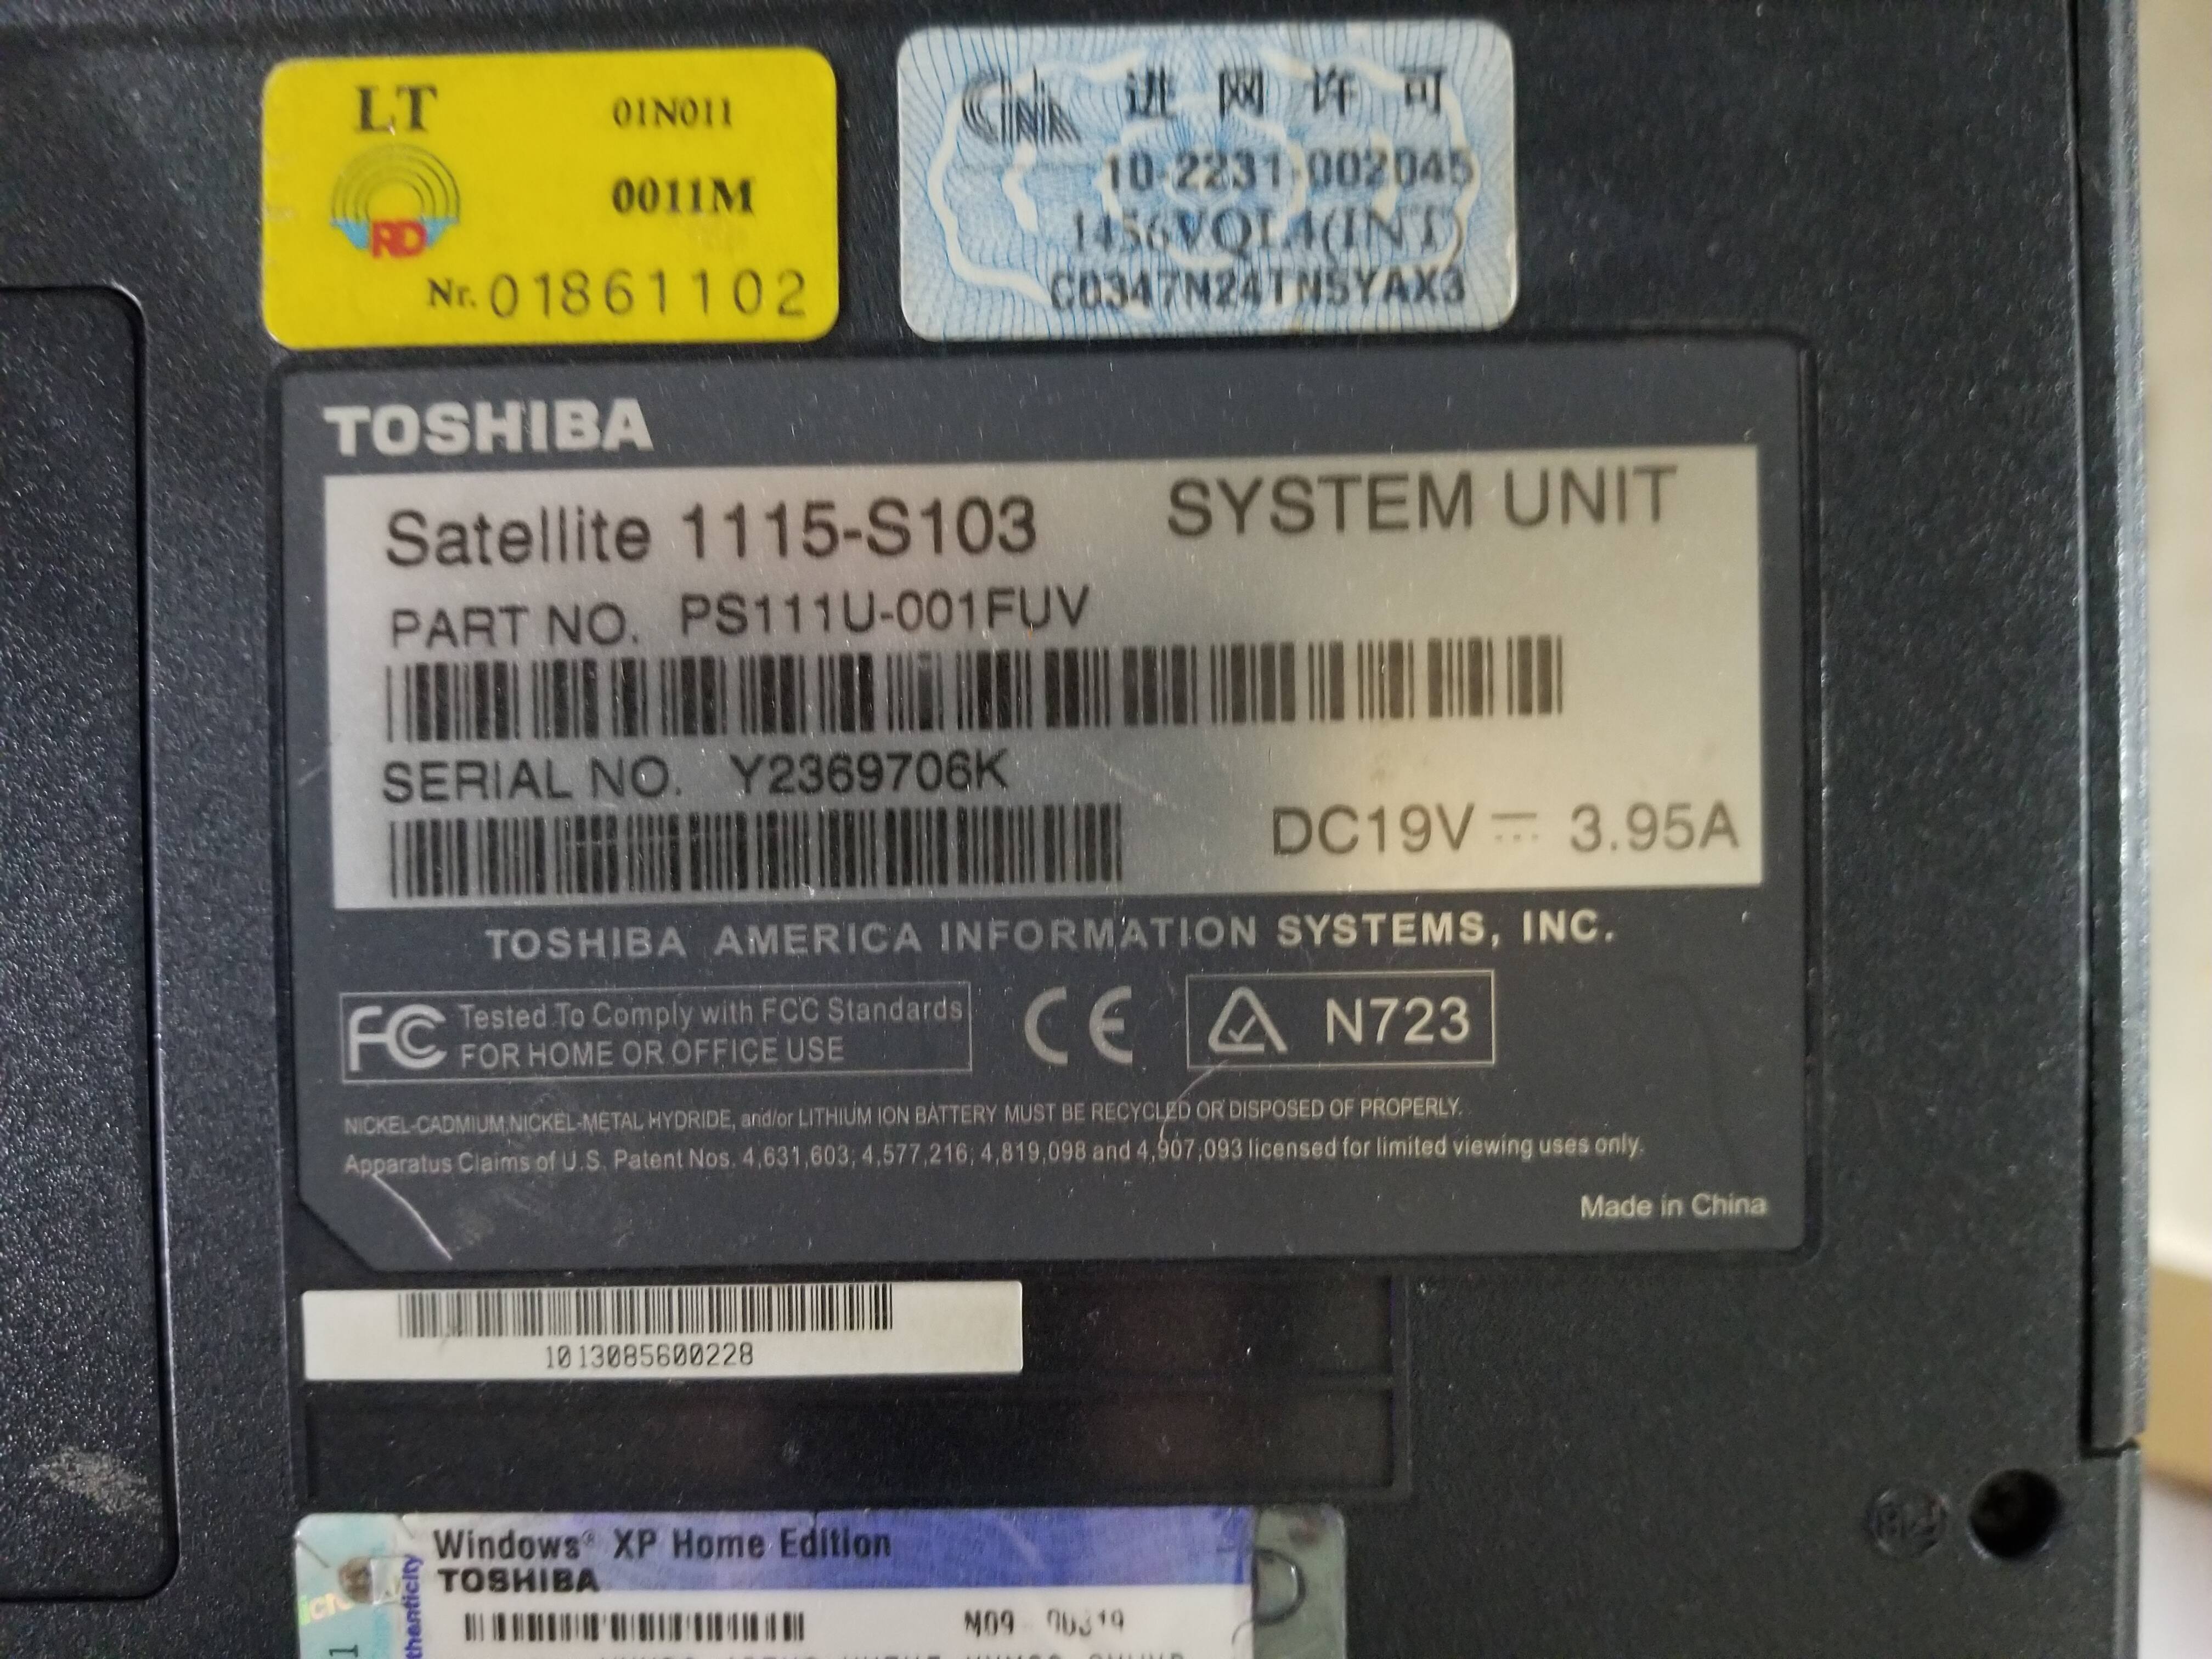 LT 01N011
0011M
RD
Nr. 01861102
进网许可
10-2231-002045
1456VQL4(INT)
C0347N24TN5YAX3
TOSHIBA
Satellite 1115-S103 SYSTEM UNIT
PART NO. PS111U-001FUV
SERIAL NO. Y2369706K
DC19V 3.95A
TOSHIBA AMERICA INFORMATION SYSTEMS, INC.
FC Tested To Comply with FCC Standards
FOR HOME OR OFFICE USE
CE
N723
NICKEL-CADMIUM,NICKEL-METAL HYDRIDE, and/or LITHIUM ION BATTERY MUST BE RECYCLED OR DISPOSED OF PROPERLY.
Apparatus Claims of U.S. Patent Nos. 4,631,603; 4,577,216; 4,819,098 and 4,907,093 licensed for limited viewing uses only.
Made in China
1013085600228
Windows® XP Home Edition
TOSHIBA
M09